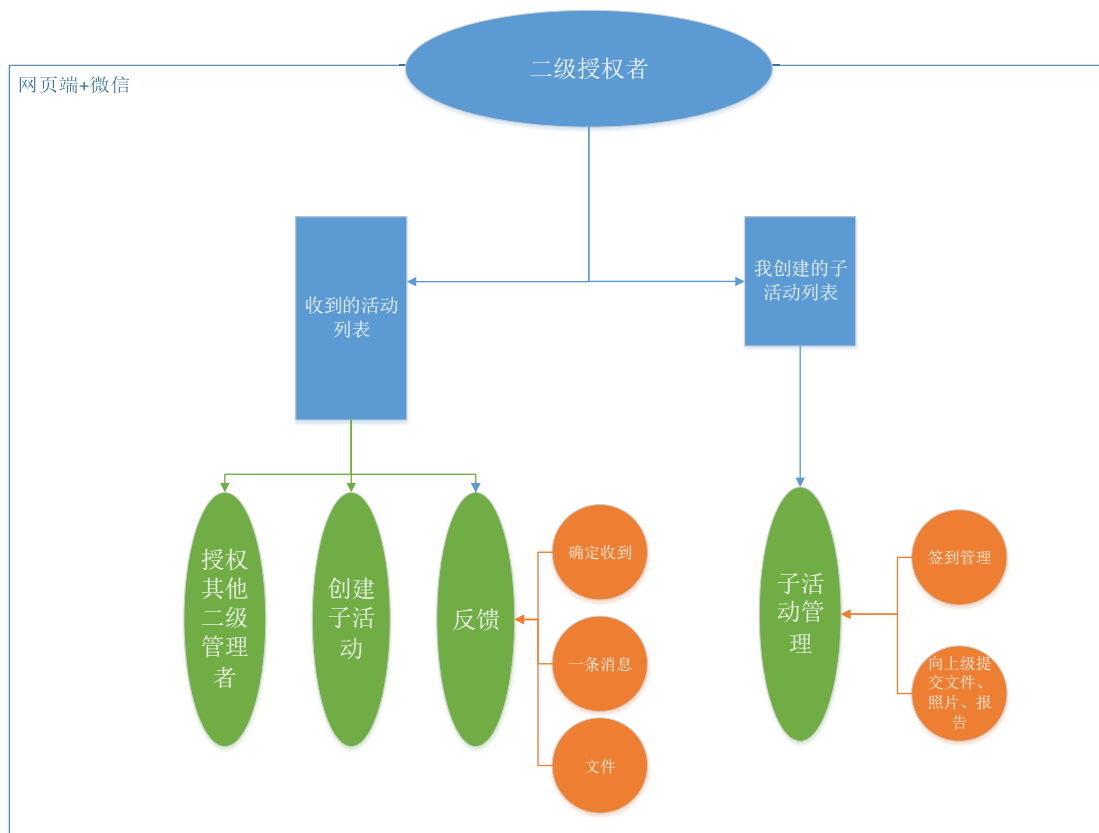 二级授权者
网页端+微信
收到的活动
列表
我创建的子
活动列表
授权
其他
二级
管理
者
创建
子活
动
反馈
确定收到
一条消息
文件
子活
动管
理
签到管理
向上级提
交文件、
照片、报
告